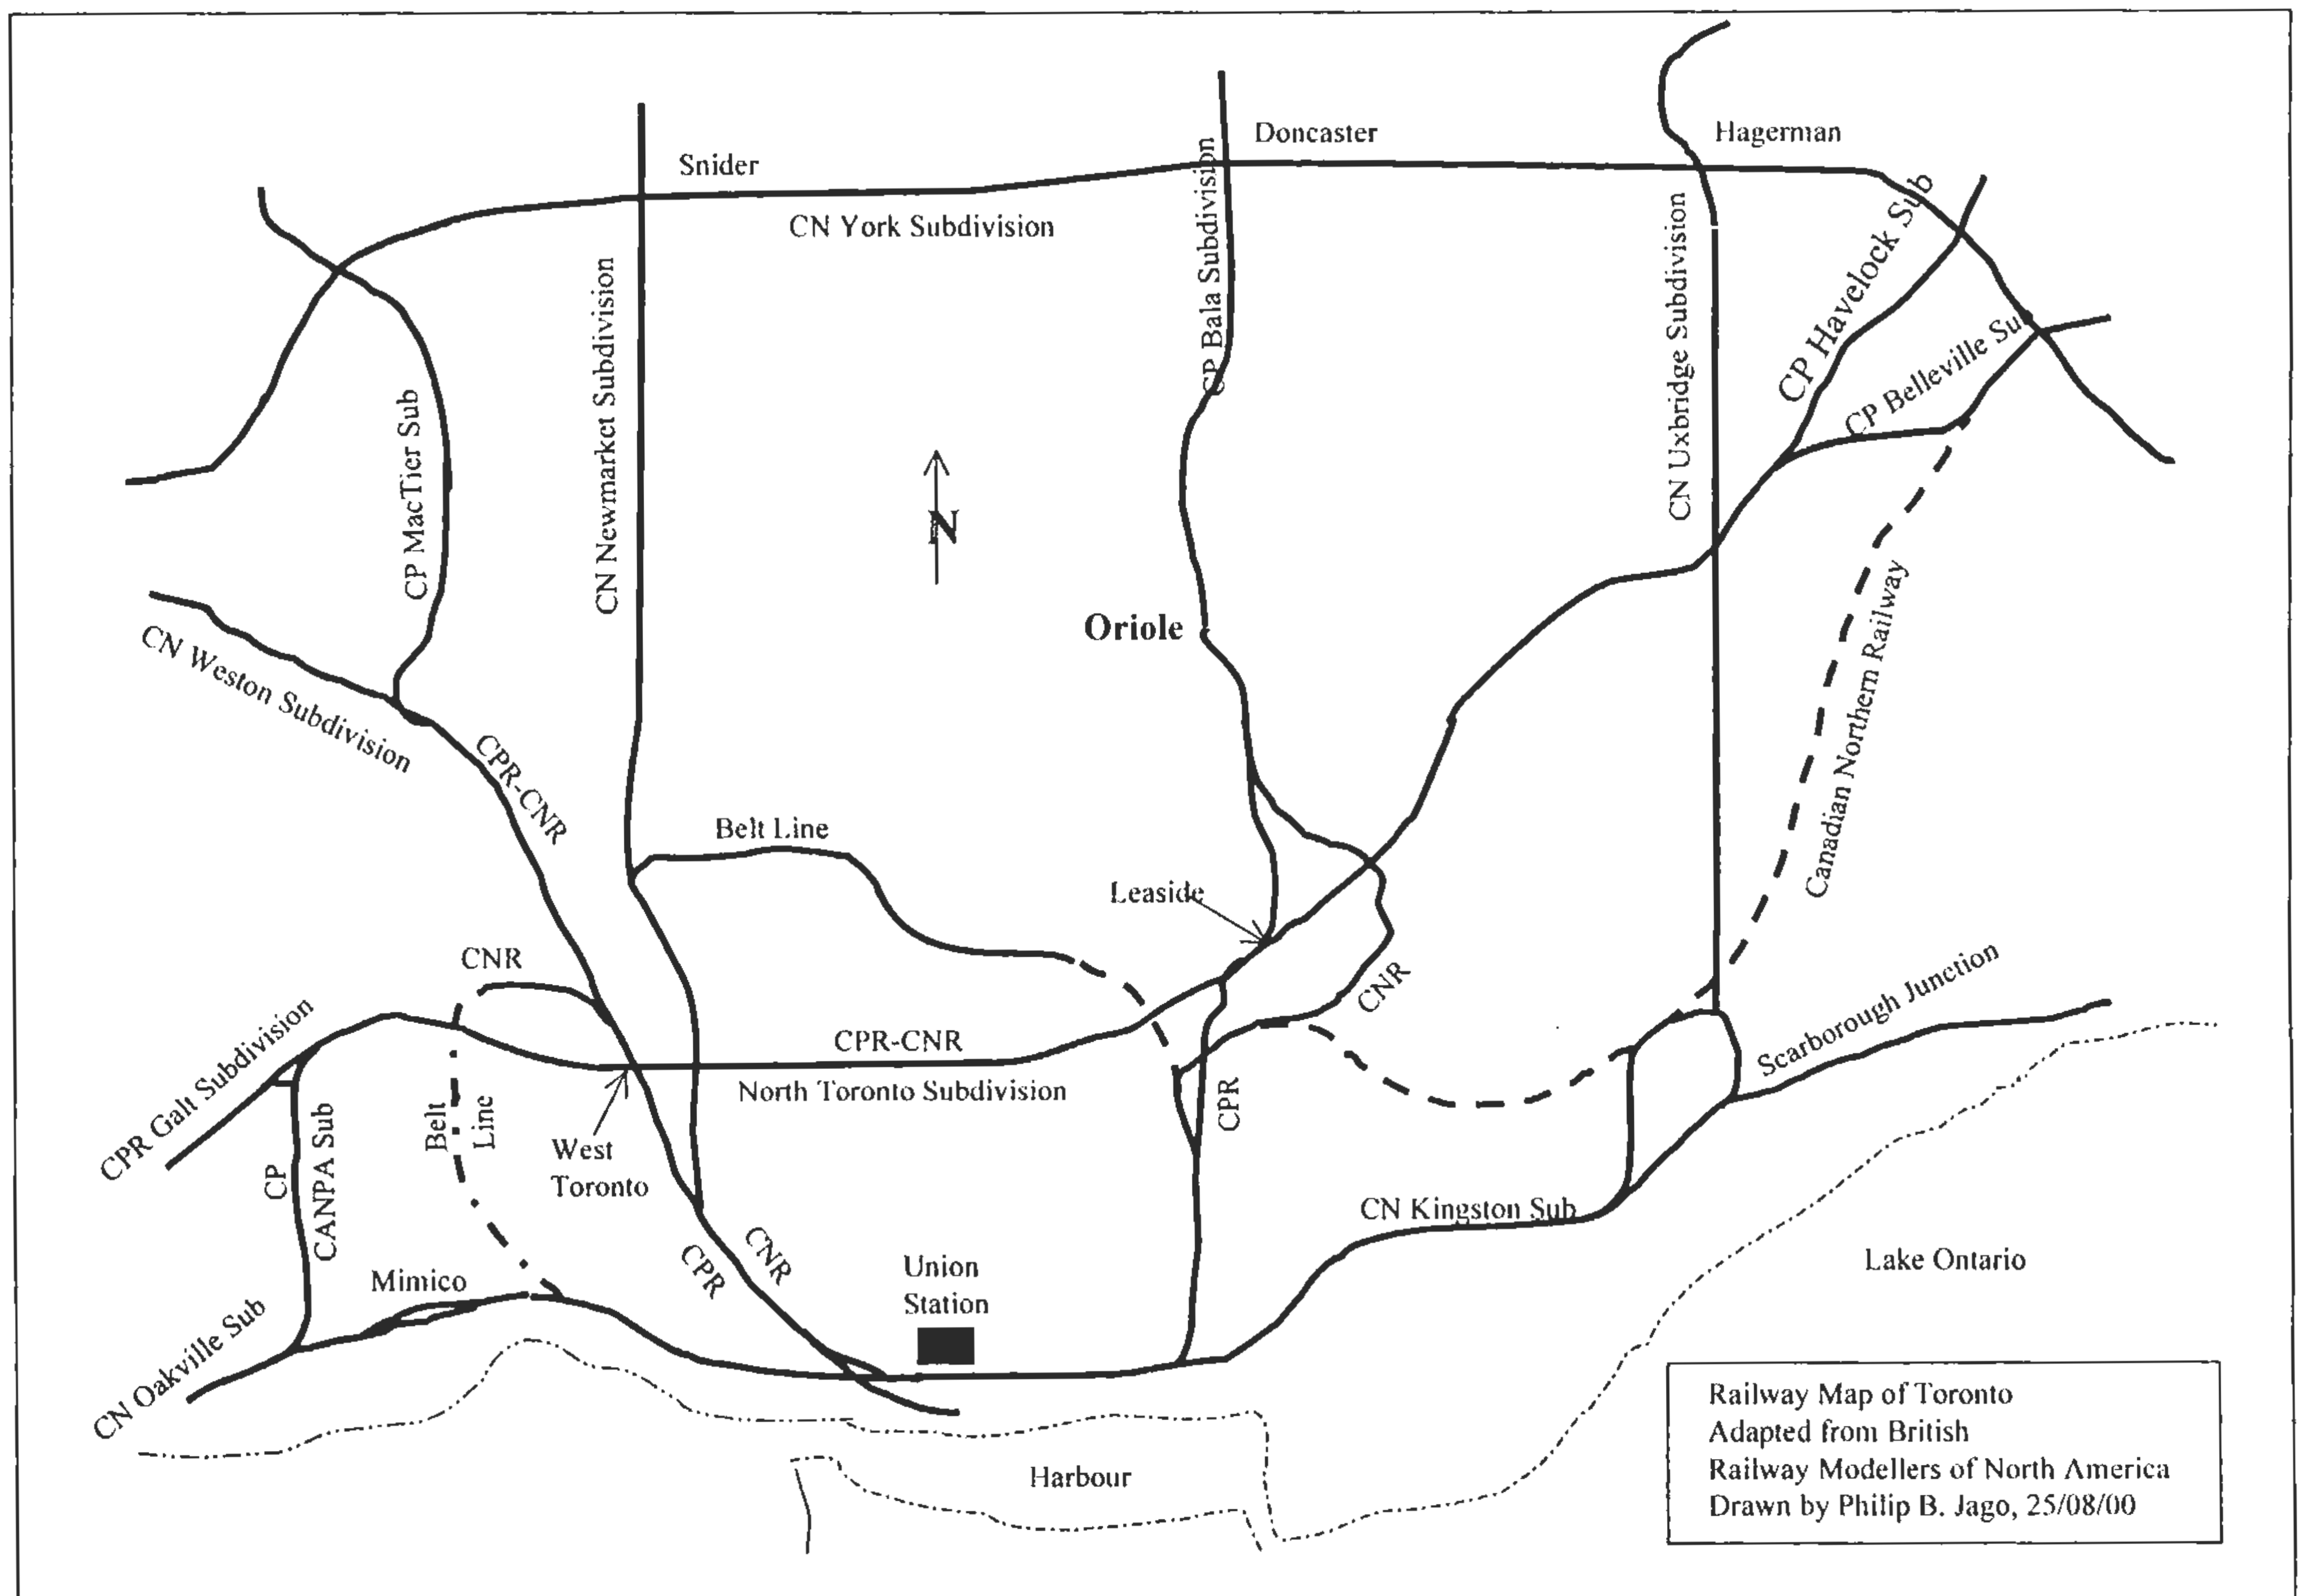 Doncaster
Hagerman
Snider
CN York Subdivision
CP Bala Subdivision
CN Uxbridge Subdivision
CP Havelock Sub
CP Belleville Sub
CN Newmarket Subdivision
CP MacTier Sub
N
Oriole
CN Weston Subdivision
CPR-CNR
Canadian Northern Railway
Belt Line
Leaside
CNR
CNR
CPR Galt Subdivision
CPR-CNR
North Toronto Subdivision
Scarborough Junction
CP
CANPA Sub
Belt
Line
West
Toronto
CPR
CN Kingston Sub
CPR
CNR
Union
Station
Mimico
CN Oakville Sub
Lake Ontario
Harbour
Railway Map of Toronto
Adapted from British
Railway Modellers of North America
Drawn by Philip B. Jago, 25/08/00